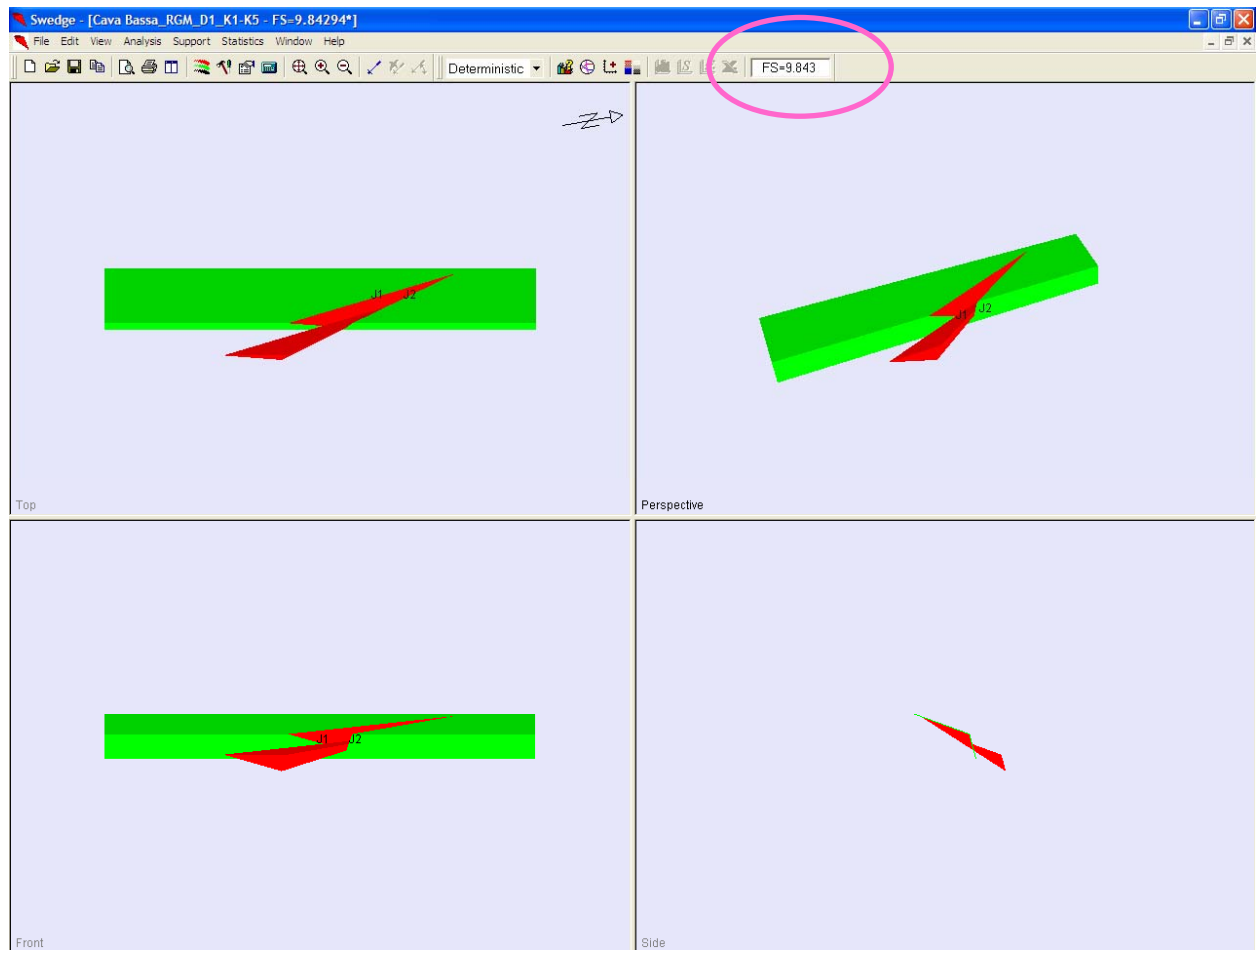 Swedge - [Cava Bassa_RGM_D1_K1-K5 - FS=9.84294*]
File Edit View Analysis Support Statistics Window Help
Deterministic FS=9.843
Z
J1 J2
J1 J2
Top
Perspective
J1 J2
Front
Side